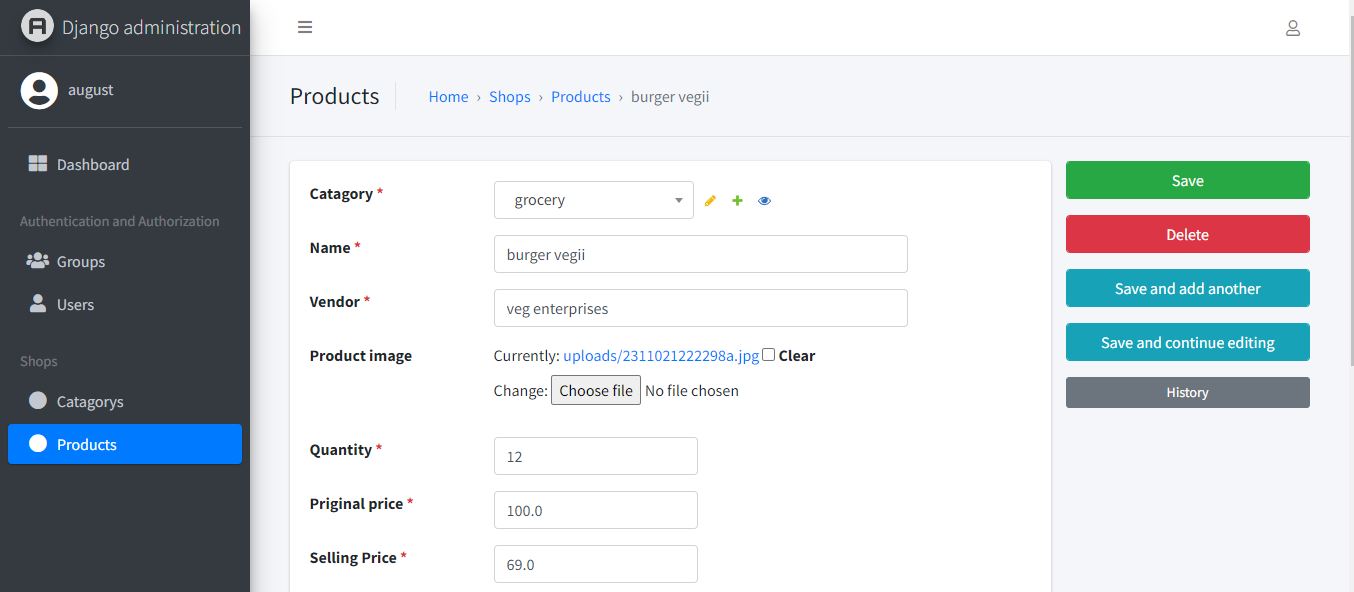 Django administration
august
Dashboard
Authentication and Authorization
Groups
Users
Shops
Catagorys
Products
Products
Home › Shops › Products › burger vegii
Catagory * grocery
Name * burger vegii
Vendor * veg enterprises
Product image Currently: uploads/2311021222298a.jpg Clear
Change: Choose file No file chosen
Quantity * 12
Priginal price * 100.0
Selling Price * 69.0
Save
Delete
Save and add another
Save and continue editing
History